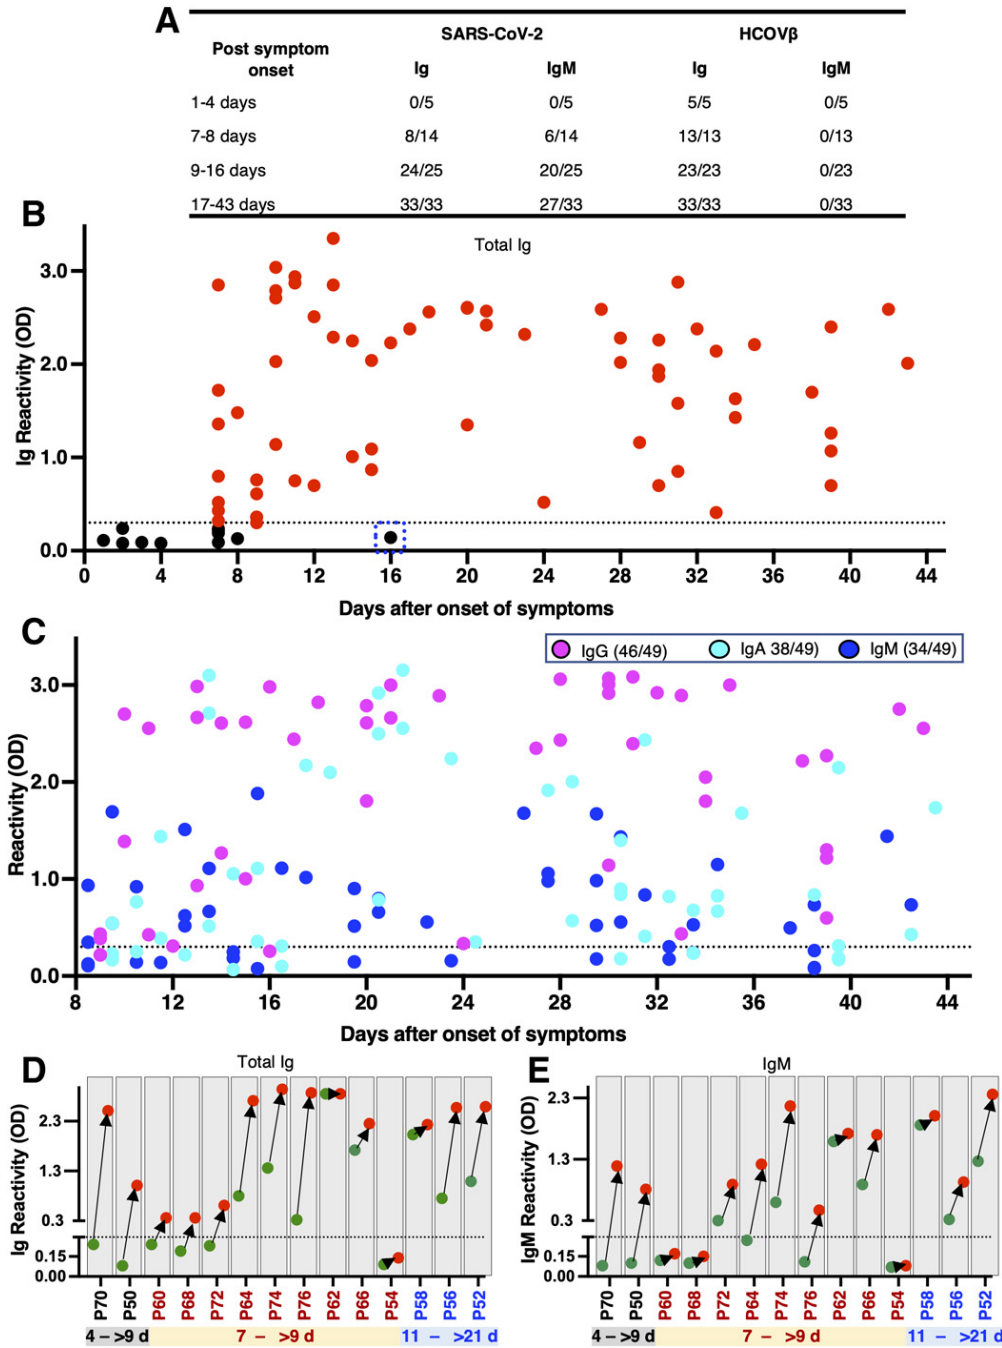 A
SARS-CoV-2 HCOVβ
Post symptom
onset
Ig IgM Ig IgM
1-4 days 0/5 0/5 5/5 0/5
7-8 days 8/14 6/14 13/13 0/13
9-16 days 24/25 20/25 23/23 0/23
17-43 days 33/33 27/33 33/33 0/33
B
Total Ig
Ig Reactivity (OD)
3.0
2.0
1.0
0.0
0 4 8 12 16 20 24 28 32 36 40 44
Days after onset of symptoms
C
IgG (46/49) IgA 38/49) IgM (34/49)
Reactivity (OD)
3.0
2.0
1.0
0.0
8 12 16 20 24 28 32 36 40 44
Days after onset of symptoms
D
Total Ig
Ig Reactivity (OD)
2.3
1.3
0.3
0.15
0.00
P70 P50 P60 P68 P72 P64 P74 P76 P62 P66 P54 P58 P56 P52
4 – >9 d 7 – >9 d 11 – >21 d
E
IgM
IgM Reactivity (OD)
2.3
1.3
0.3
0.15
0.00
P70 P50 P60 P68 P72 P64 P74 P76 P62 P66 P54 P58 P56 P52
4 – >9 d 7 – >9 d 11 – >21 d